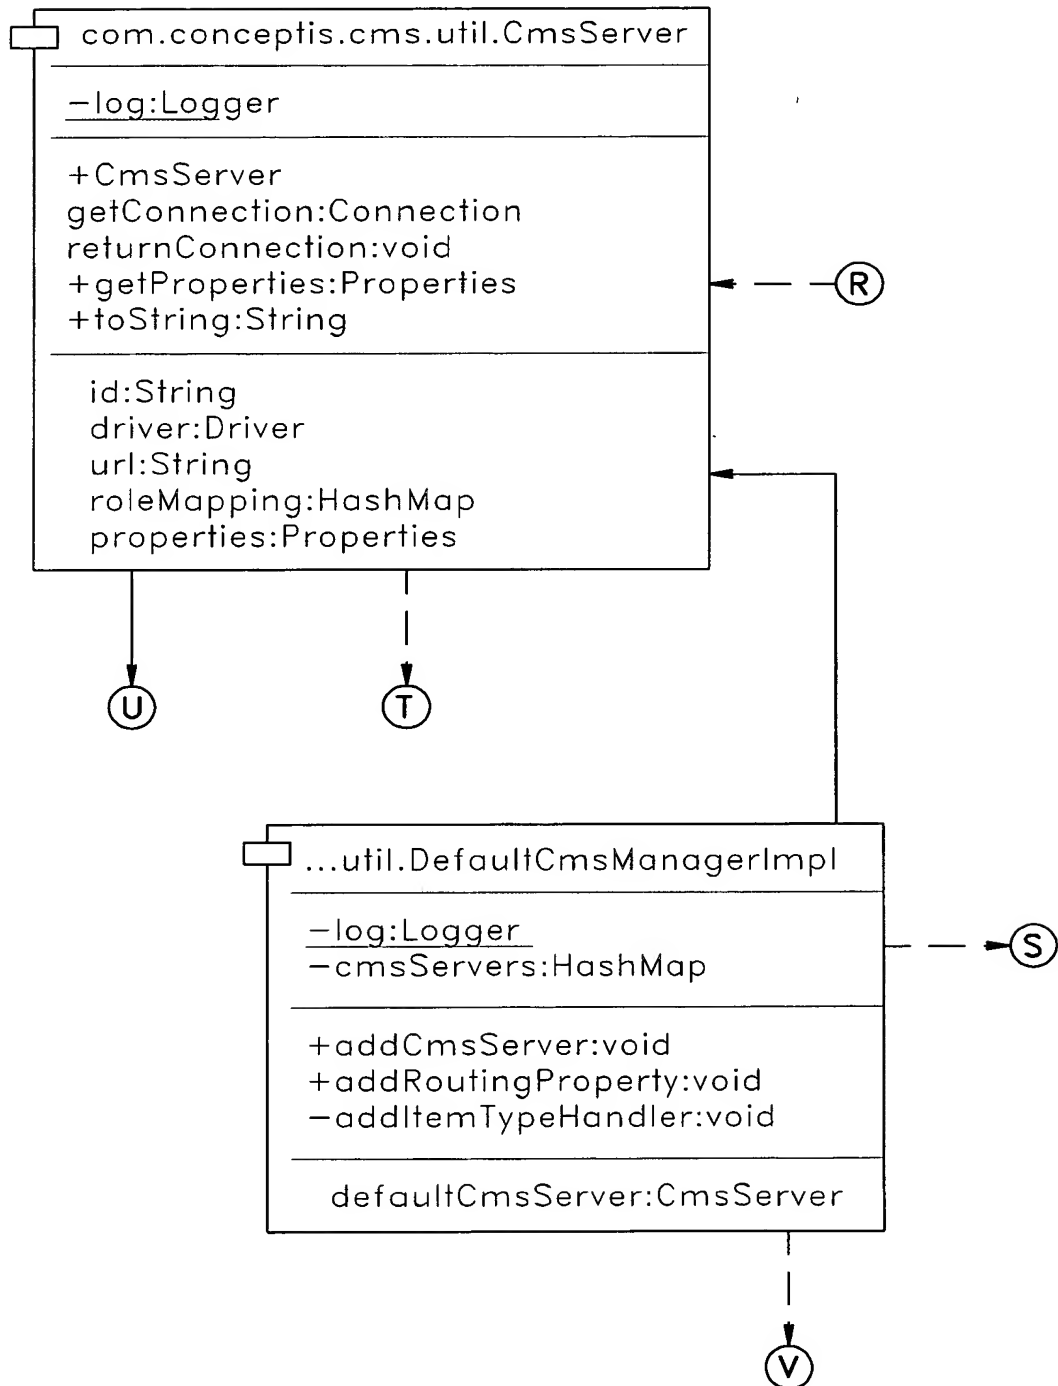 com.conceptis.cms.util.CmsServer
-log:Logger
+CmsServer
getConnection:Connection
returnConnection:void
+getProperties:Properties
+toString:String
R
id:String
driver:Driver
url:String
roleMapping:HashMap
properties:Properties
U
T
...util.DefaultCmsManagerImpl
-log:Logger
-cmsServers:HashMap
S
+addCmsServer:void
+addRoutingProperty:void
-addItemTypeHandler:void
defaultCmsServer:CmsServer
V